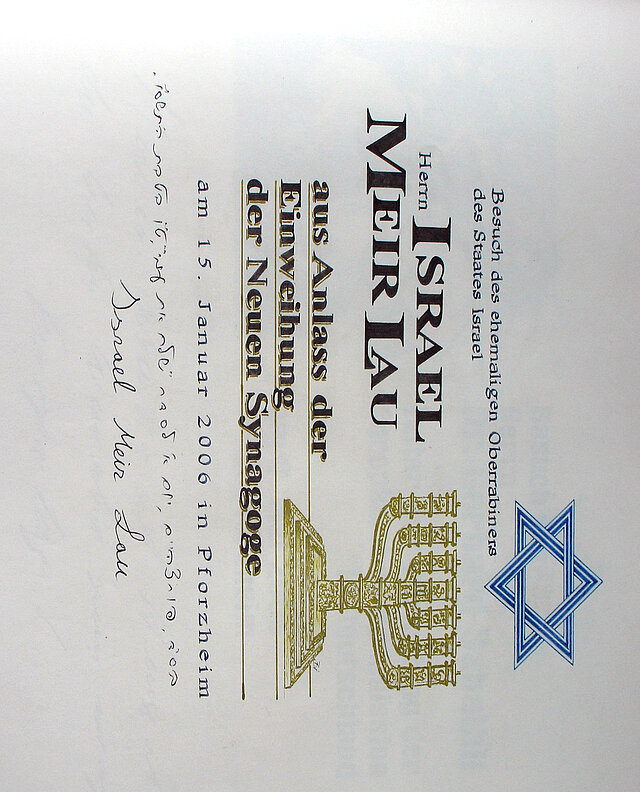 Besuch des ehemaligen Oberrabiners
des Staates Israel
Herrn ISRAEL
MEIR LAU
aus Anlass der
Einweihung
der Neuen Synagoge
am 15. Januar 2006 in Pforzheim
Israel Meir Lau